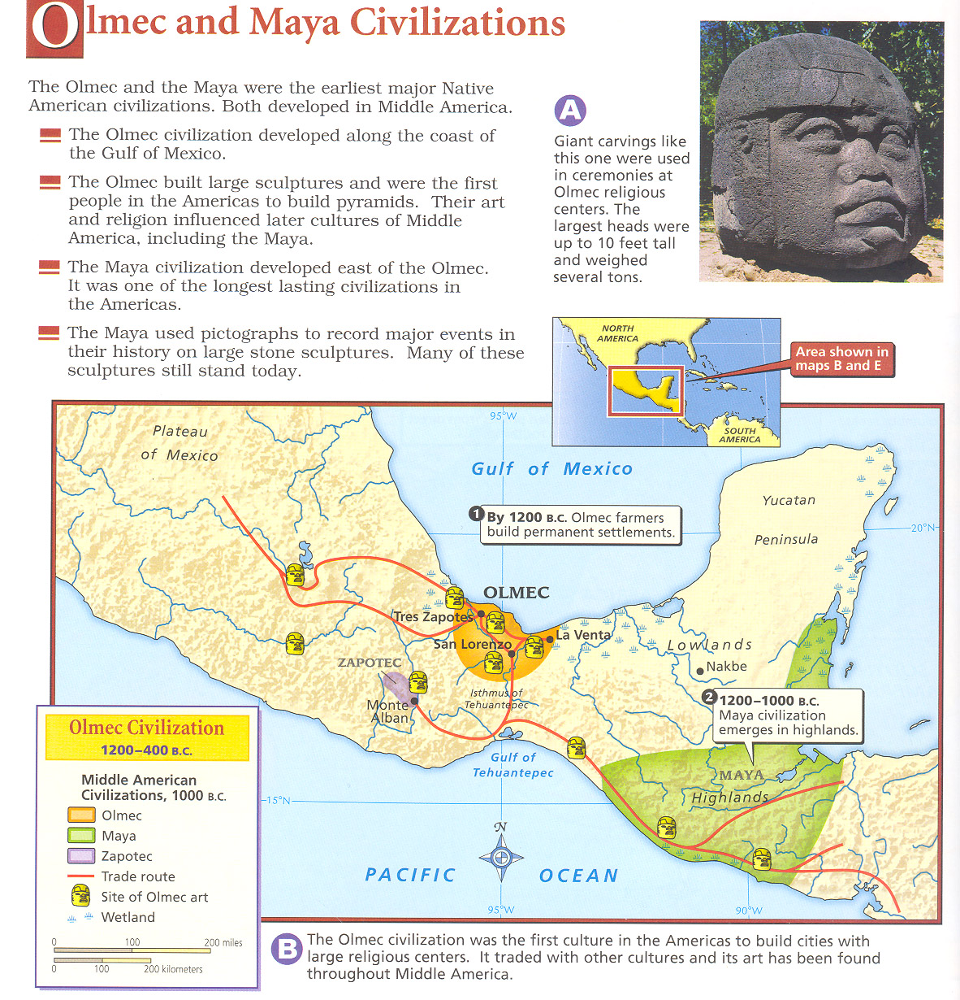 Olmec and Maya Civilizations
The Olmec and the Maya were the earliest major Native
American civilizations. Both developed in Middle America.
The Olmec civilization developed along the coast of
the Gulf of Mexico.
The Olmec built large sculptures and were the first
people in the Americas to build pyramids. Their art
and religion influenced later cultures of Middle
America, including the Maya.
The Maya civilization developed east of the Olmec.
It was one of the longest lasting civilizations in
the Americas.
The Maya used pictographs to record major events in
their history on large stone sculptures. Many of these
sculptures still stand today.
A
Giant carvings like
this one were used
in ceremonies at
Olmec religious
centers. The
largest heads were
up to 10 feet tall
and weighed
several tons.
NORTH
AMERICA
SOUTH
AMERICA
Area shown in
maps B and E
Plateau
of Mexico
95°W
Gulf of Mexico
Yucatan
Peninsula
20°N
1 By 1200 B.C. Olmec farmers
build permanent settlements.
OLMEC
Tres Zapotes
San Lorenzo
La Venta
Lowlands
Nakbe
ZAPOTEC
Monte
Alban
Isthmus of
Tehuantepec
2 1200–1000 B.C.
Maya civilization
emerges in highlands.
Gulf of
Tehuantepec
MAYA
Highlands
15°N
N
PACIFIC OCEAN
95°W
90°W
Olmec Civilization
1200–400 B.C.
Middle American
Civilizations, 1000 B.C.
Olmec
Maya
Zapotec
Trade route
Site of Olmec art
Wetland
0 100 200 miles
0 100 200 kilometers
B
The Olmec civilization was the first culture in the Americas to build cities with
large religious centers. It traded with other cultures and its art has been found
throughout Middle America.